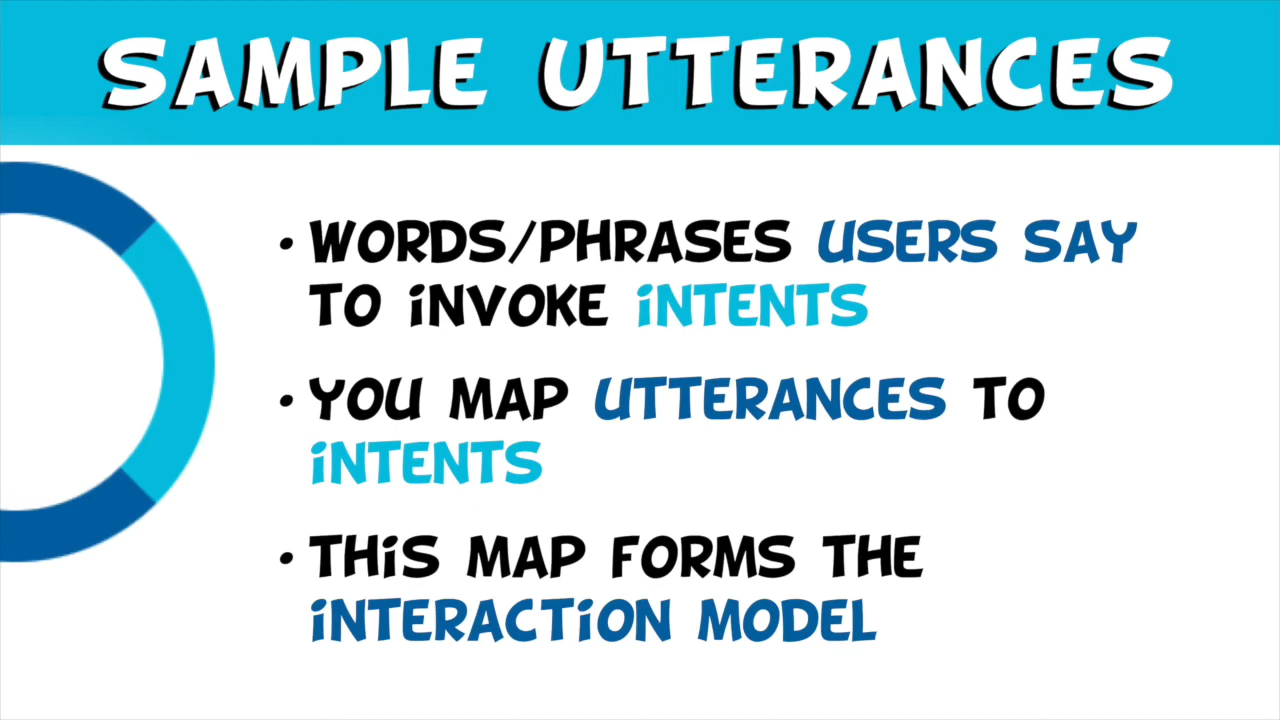 SAMPLE UTTERANCES
• WORDS/PHRASES USERS SAY
TO iNVOKE iNTENTS
• YOU MAP UTTERANCES TO
iNTENTS
• THiS MAP FORMS THE
iNTERACTiON MODEL